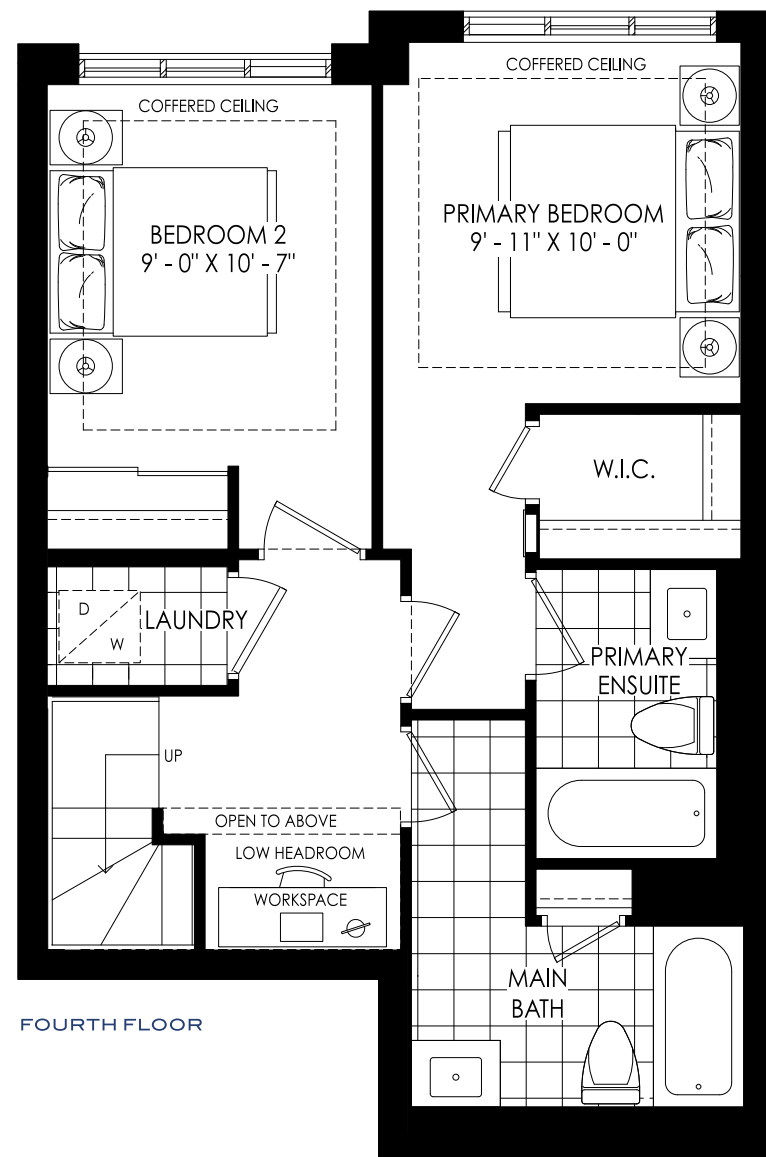 COFFERED CEILING
COFFERED CEILING
BEDROOM 2
9' - 0" X 10' - 7"
PRIMARY BEDROOM
9' - 11" X 10' - 0"
W.I.C.
D
W
LAUNDRY
PRIMARY
ENSUITE
UP
OPEN TO ABOVE
LOW HEADROOM
WORKSPACE
MAIN
BATH
FOURTH FLOOR